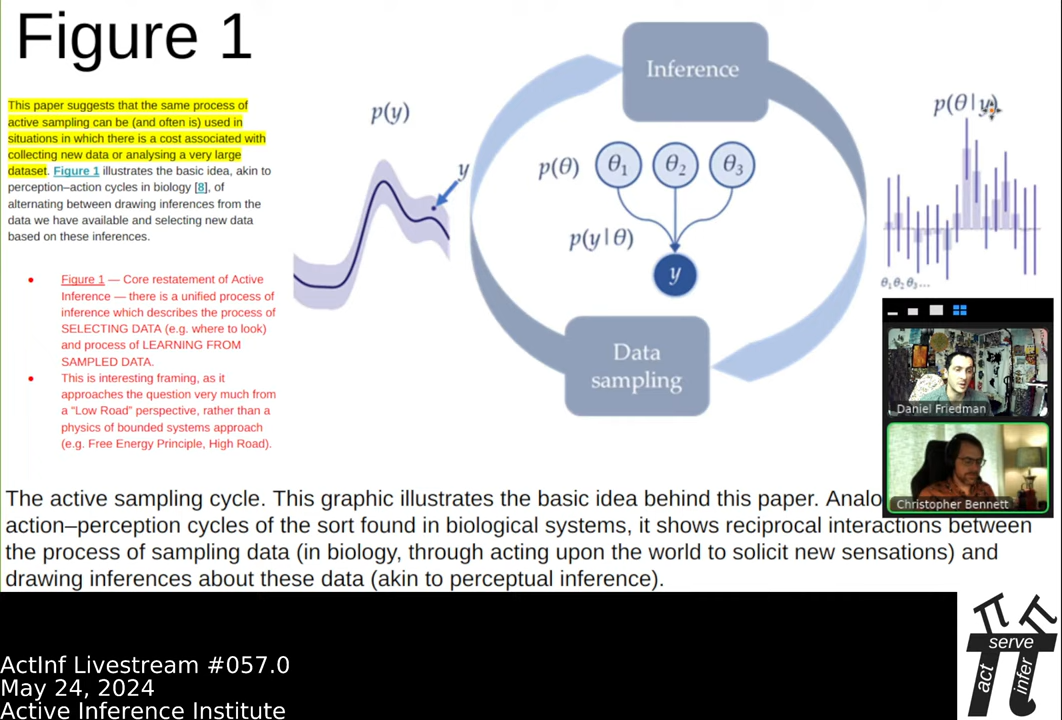 Figure 1
This paper suggests that the same process of
active sampling can be (and often is) used in
situations in which there is a cost associated with
collecting new data or analysing a very large
dataset. Figure 1 illustrates the basic idea, akin to
perception–action cycles in biology [8], of
alternating between drawing inferences from the
data we have available and selecting new data
based on these inferences.
• Figure 1 — Core restatement of Active
Inference — there is a unified process of
inference which describes the process of
SELECTING DATA (e.g. where to look)
and process of LEARNING FROM
SAMPLED DATA.
• This is interesting framing, as it
approaches the question very much from
a “Low Road” perspective, rather than a
physics of bounded systems approach
(e.g. Free Energy Principle, High Road).
p(y)
y
Inference
p(θ) θ1 θ2 θ3
p(y|θ)
y
Data
sampling
p(θ|y)
θ1θ2θ3...
Daniel Friedman
Christopher Bennett
The active sampling cycle. This graphic illustrates the basic idea behind this paper. Analo
action–perception cycles of the sort found in biological systems, it shows reciprocal interactions between
the process of sampling data (in biology, through acting upon the world to solicit new sensations) and
drawing inferences about these data (akin to perceptual inference).
ActInf Livestream #057.0
May 24, 2024
Active Inference Institute
serve
act
infer